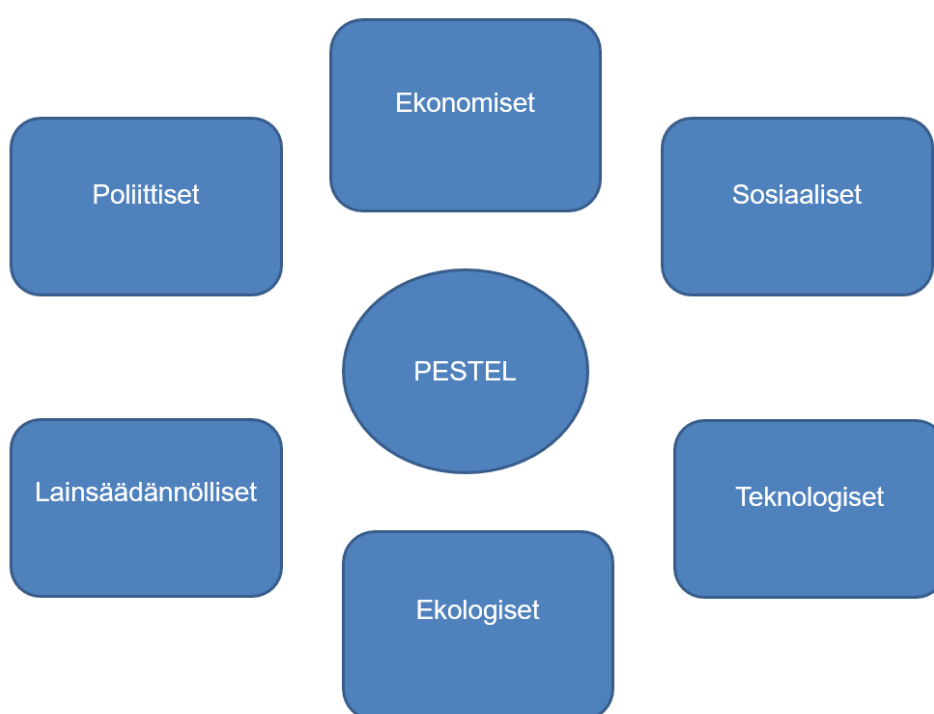 Ekonomiset
Poliittiset
Sosiaaliset
PESTEL
Lainsäädännölliset
Teknologiset
Ekologiset